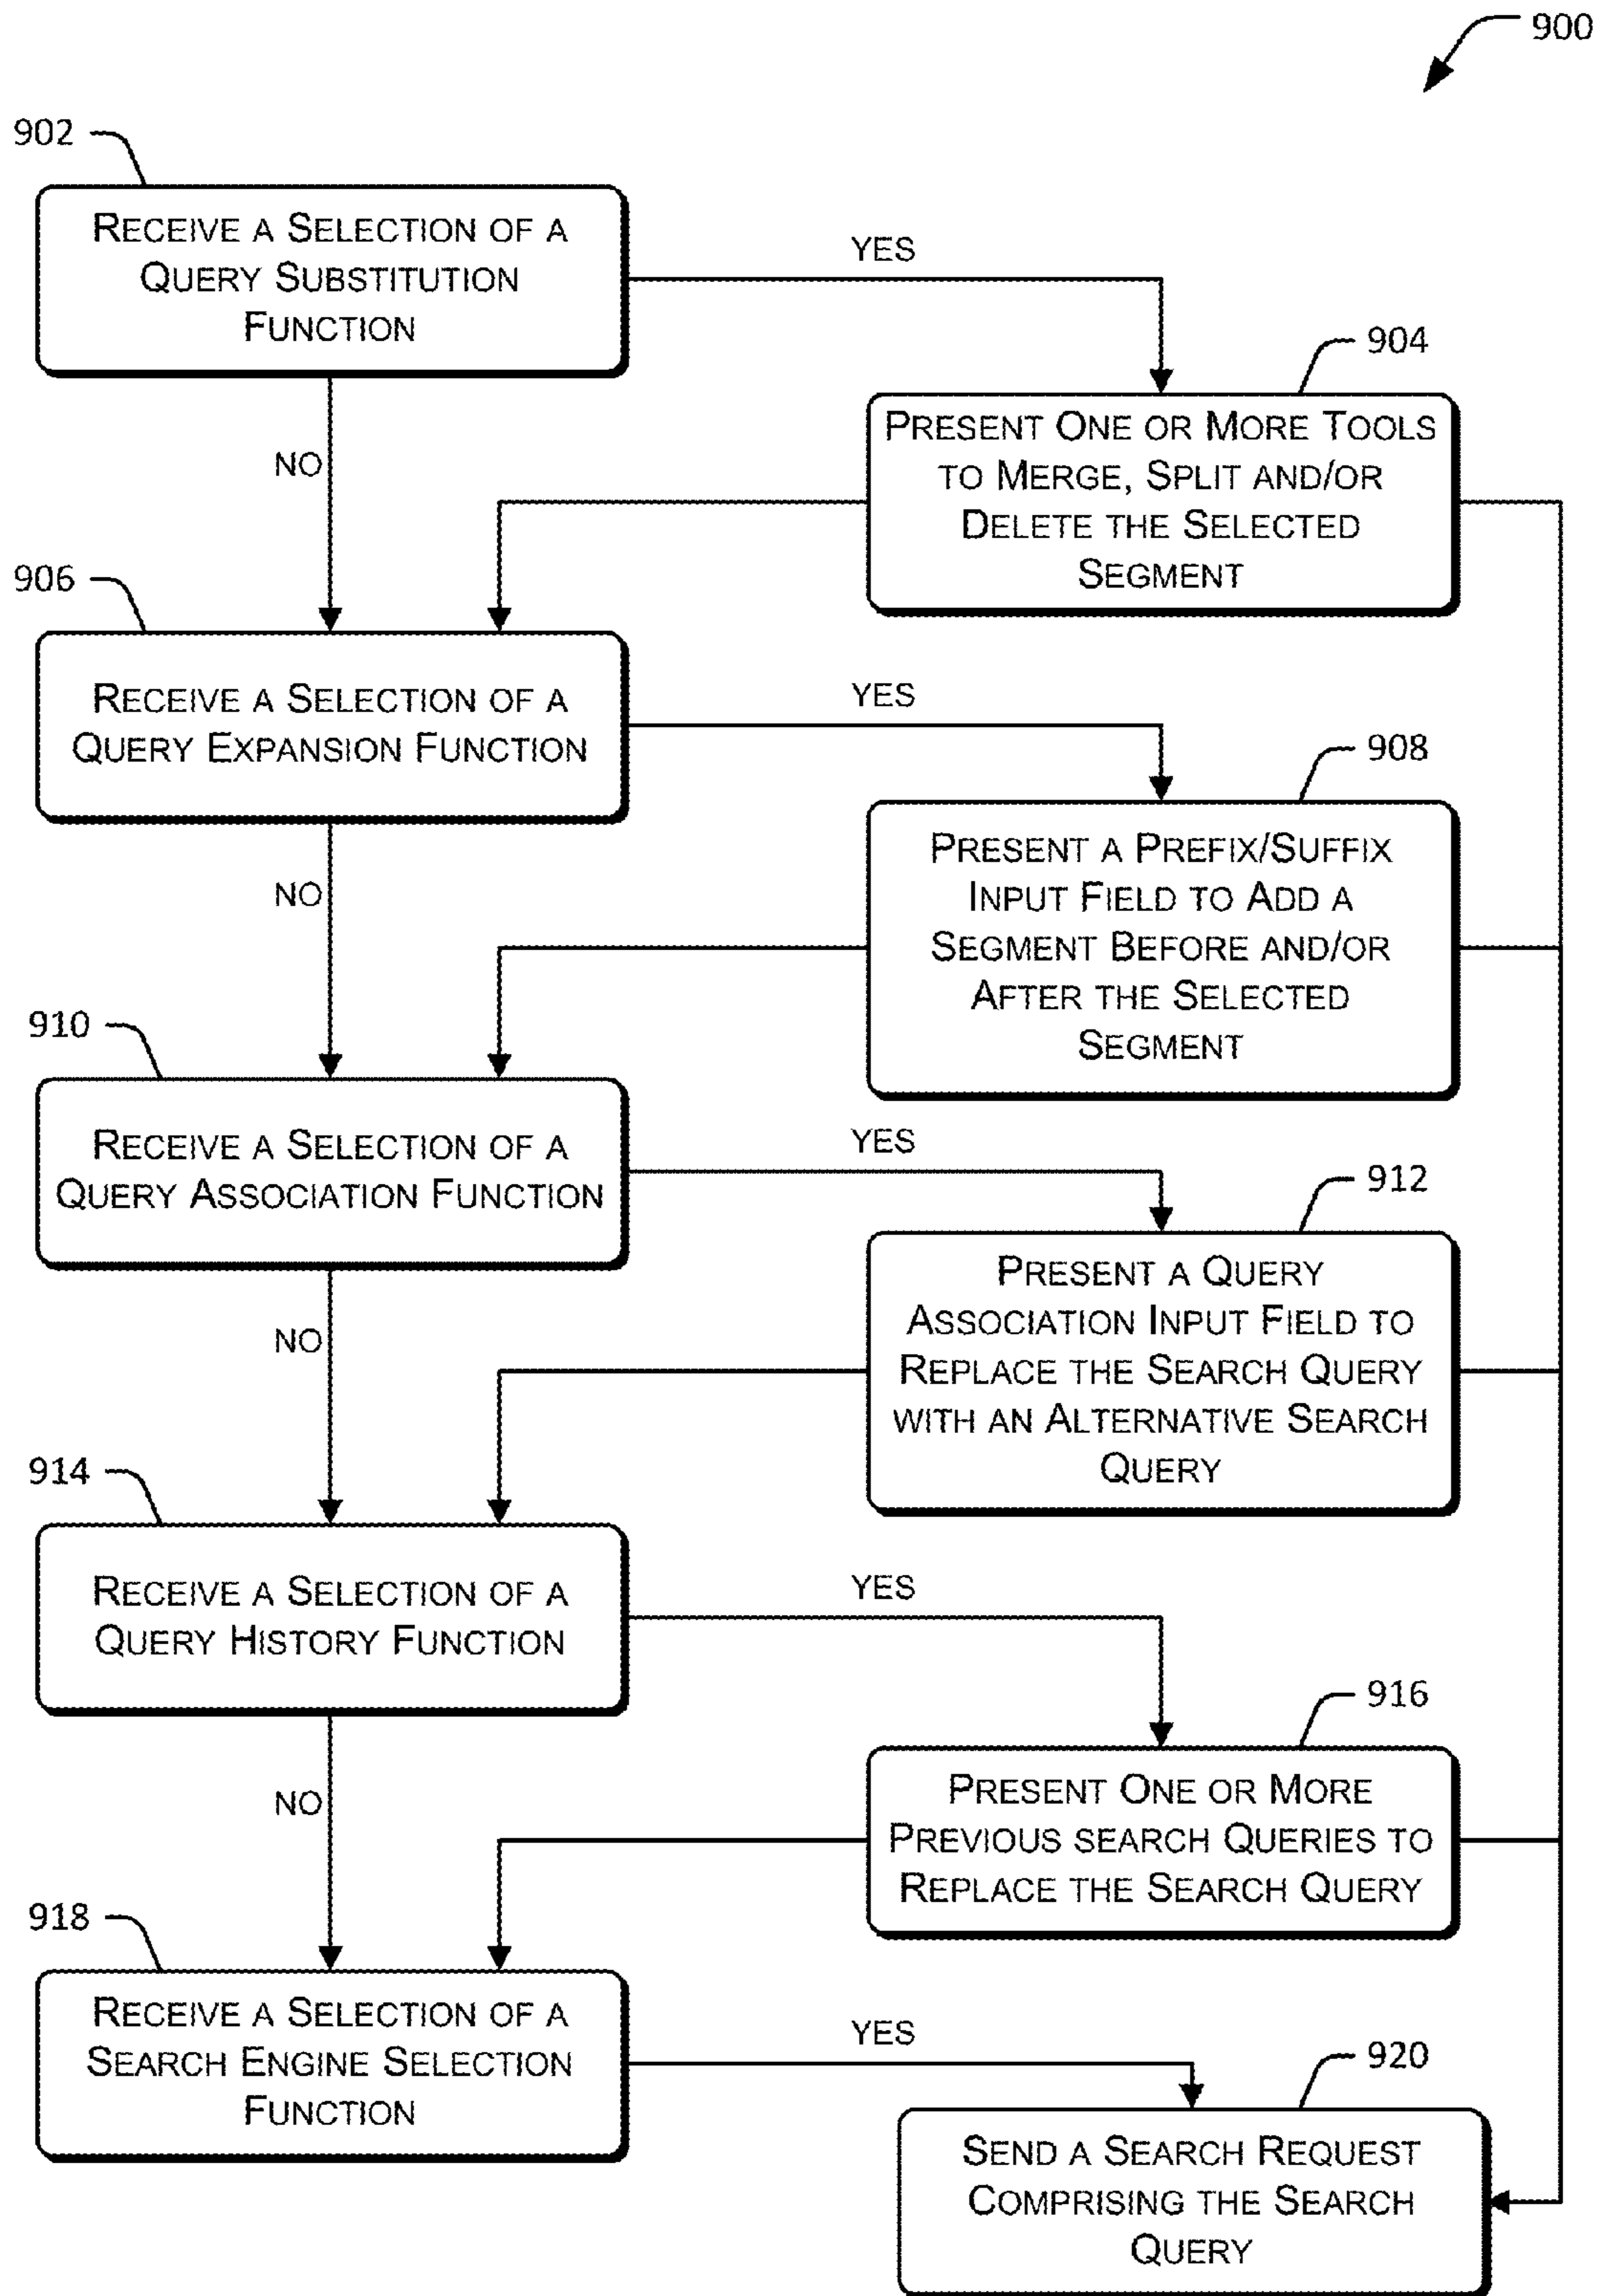 900
902
RECEIVE A SELECTION OF A
QUERY SUBSTITUTION
FUNCTION
YES
904
PRESENT ONE OR MORE TOOLS
TO MERGE, SPLIT AND/OR
DELETE THE SELECTED
SEGMENT
NO
906
RECEIVE A SELECTION OF A
QUERY EXPANSION FUNCTION
YES
908
PRESENT A PREFIX/SUFFIX
INPUT FIELD TO ADD A
SEGMENT BEFORE AND/OR
AFTER THE SELECTED
SEGMENT
NO
910
RECEIVE A SELECTION OF A
QUERY ASSOCIATION FUNCTION
YES
912
PRESENT A QUERY
ASSOCIATION INPUT FIELD TO
REPLACE THE SEARCH QUERY
WITH AN ALTERNATIVE SEARCH
QUERY
NO
914
RECEIVE A SELECTION OF A
QUERY HISTORY FUNCTION
YES
916
PRESENT ONE OR MORE
PREVIOUS SEARCH QUERIES TO
REPLACE THE SEARCH QUERY
NO
918
RECEIVE A SELECTION OF A
SEARCH ENGINE SELECTION
FUNCTION
YES
920
SEND A SEARCH REQUEST
COMPRISING THE SEARCH
QUERY